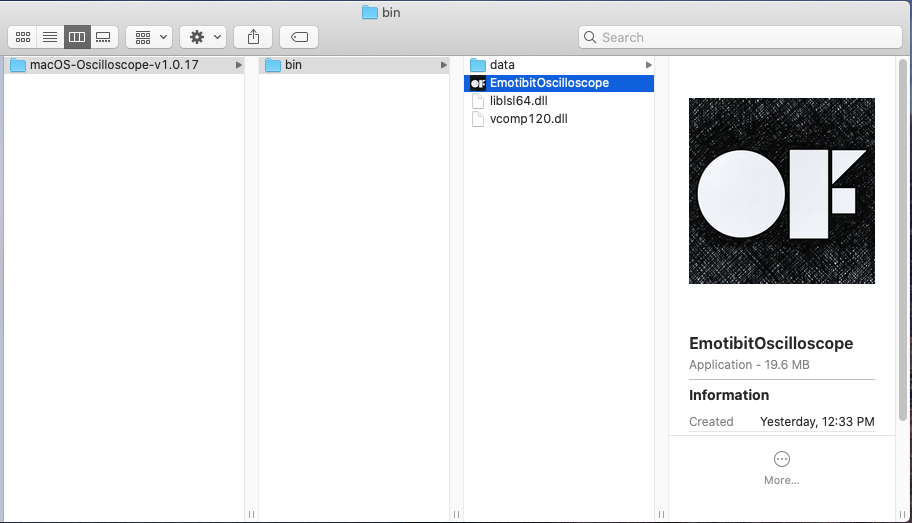 bin
Search
macOS-Oscilloscope-v1.0.17
bin
data
EmotibitOscilloscope
liblsl64.dll
vcomp120.dll
OF
EmotibitOscilloscope
Application - 19.6 MB
Information
Created Yesterday, 12:33 PM
More...